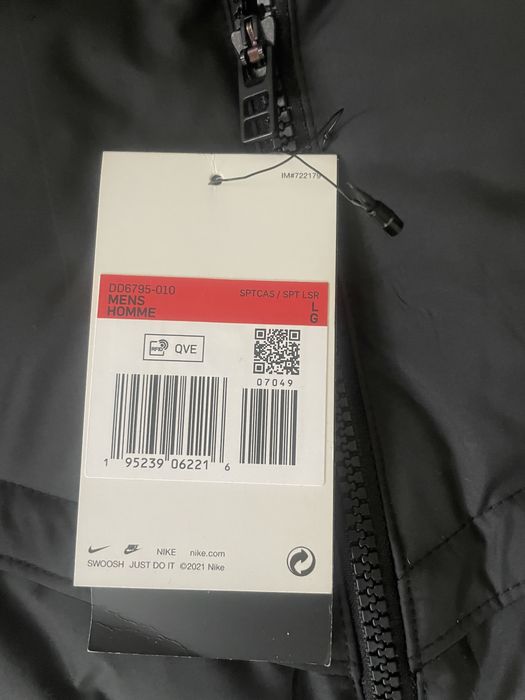 IM#722179
DD6795-010
MENS
HOMME
SPTCAS / SPT LSR
L
G
RFID
QVE
07049
1 95239 06221 6
NIKE nike.com
SWOOSH JUST DO IT ©2021 Nike